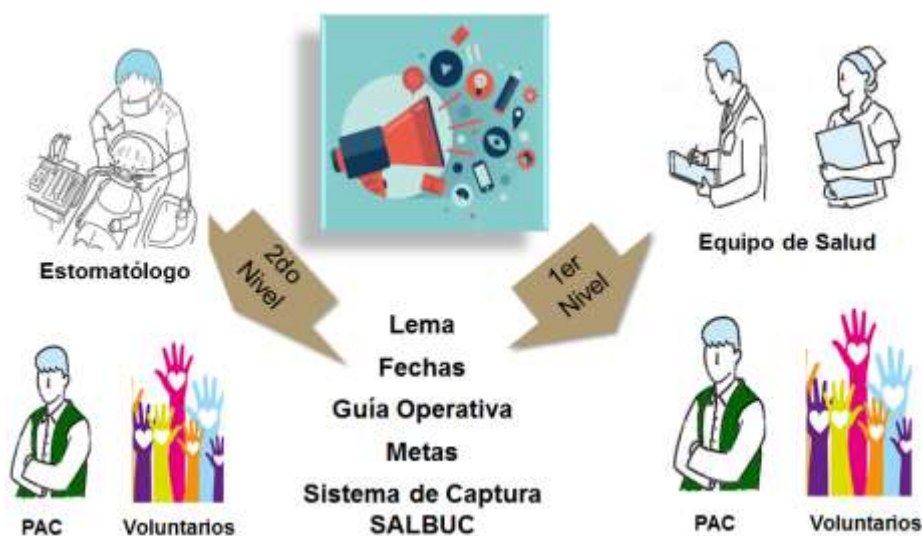 Estomatólogo
2do
Nivel
1er
Nivel
Equipo de Salud
Lema
Fechas
Guía Operativa
Metas
Sistema de Captura
SALBUC
PAC
Voluntarios
PAC
Voluntarios